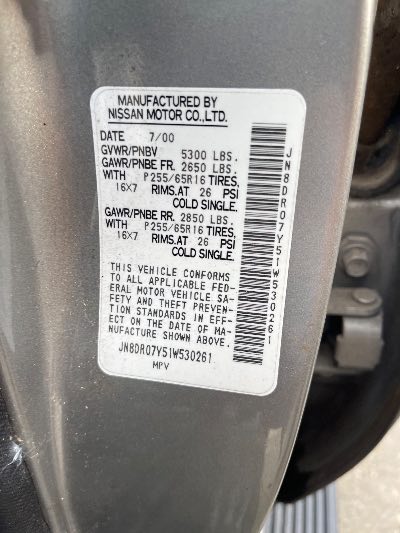 MANUFACTURED BY
NISSAN MOTOR CO.,LTD.
DATE 7/00
GVWR/PNBV 5300 LBS.
GAWR/PNBE FR. 2650 LBS.
WITH P255/65R16 TIRES,
16X7 RIMS,AT 26 PSI
COLD SINGLE.
GAWR/PNBE RR. 2850 LBS.
WITH P255/65R16 TIRES,
16X7 RIMS,AT 26 PSI
COLD SINGLE.
THIS VEHICLE CONFORMS
TO ALL APPLICABLE FED-
ERAL MOTOR VEHICLE SA-
FETY AND THEFT PREVEN-
TION STANDARDS IN EFF-
ECT ON THE DATE OF MA-
NUFACTURE SHOWN ABOVE.
JN8DR07Y51W530261
MPV
JN8DR07Y51W530261